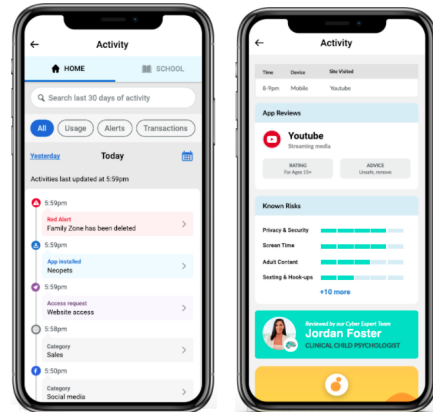 Activity
HOME
SCHOOL
Search last 30 days of activity
All
Usage
Alerts
Transactions
Yesterday
Today
Activities last updated at 5:59pm
5:59pm
Red Alert
Family Zone has been deleted
5:59pm
App installed
Neopets
5:59pm
Access request
Website access
5:58pm
Category
Sales
5:50pm
Category
Social media
Activity
Time Device Site Visited
8-9pm Mobile Youtube
App Reviews
Youtube
Streaming media
RATING
For Ages 15+
ADVICE
Unsafe, remove
Known Risks
Privacy & Security
Screen Time
Adult Content
Sexting & Hook-ups
+10 more
Reviewed by our Cyber Expert Team
Jordan Foster
CLINICAL CHILD PSYCHOLOGIST